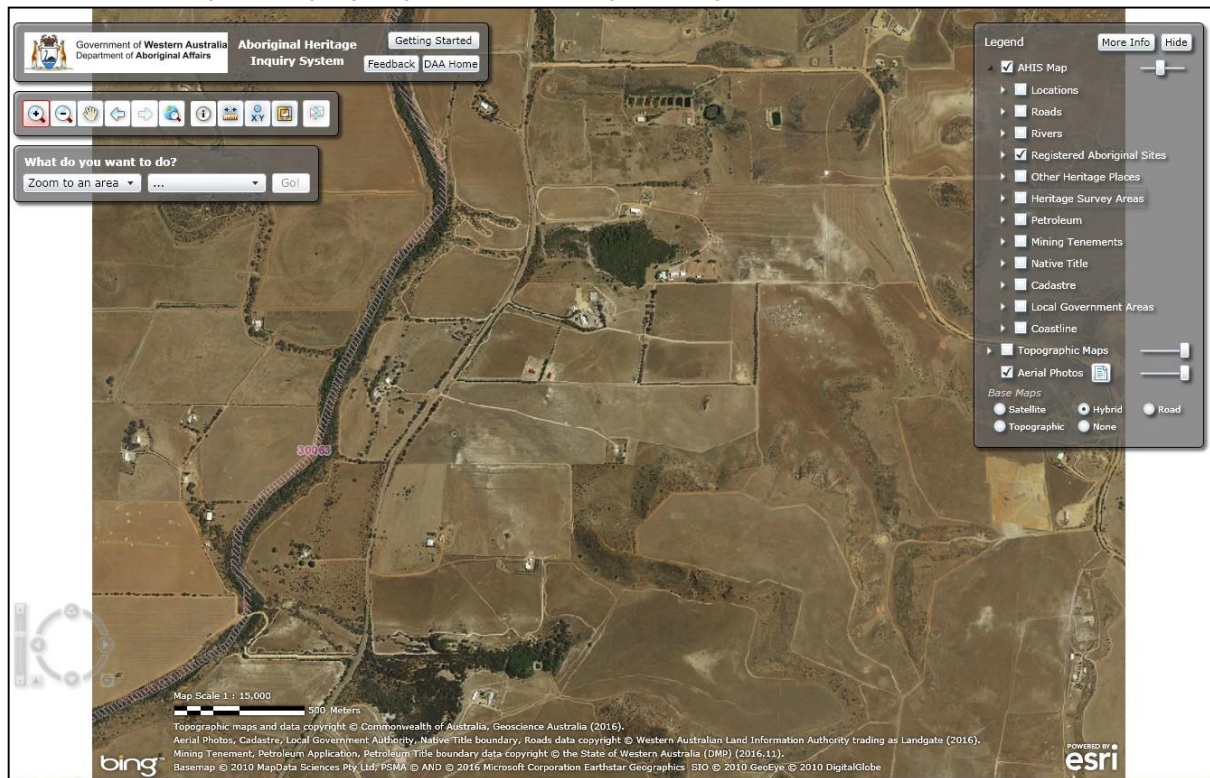 Government of Western Australia
Department of Aboriginal Affairs
Aboriginal Heritage
Inquiry System
Getting Started
Feedback
DAA Home
XY
What do you want to do?
Zoom to an area
...
Go!
Legend
More Info
Hide
AHIS Map
Locations
Roads
Rivers
Registered Aboriginal Sites
Other Heritage Places
Heritage Survey Areas
Petroleum
Mining Tenements
Native Title
Cadastre
Local Government Areas
Coastline
Topographic Maps
Aerial Photos
Base Maps
Satellite
Hybrid
Road
Topographic
None
30063
Map Scale 1 : 15,000
500 Meters
Topographic maps and data copyright © Commonwealth of Australia, Geoscience Australia (2016).
Aerial Photos, Cadastre, Local Government Authority, Native Title boundary, Roads data copyright © Western Australian Land Information Authority trading as Landgate (2016).
Mining Tenement, Petroleum Application, Petroleum Title boundary data copyright © the State of Western Australia (DMP) (2016.11).
Basemap © 2010 MapData Sciences Pty Ltd, PSMA © AND © 2016 Microsoft Corporation Earthstar Geographics SIO © 2010 GeoEye © 2010 DigitalGlobe
bing
POWERED BY
esri